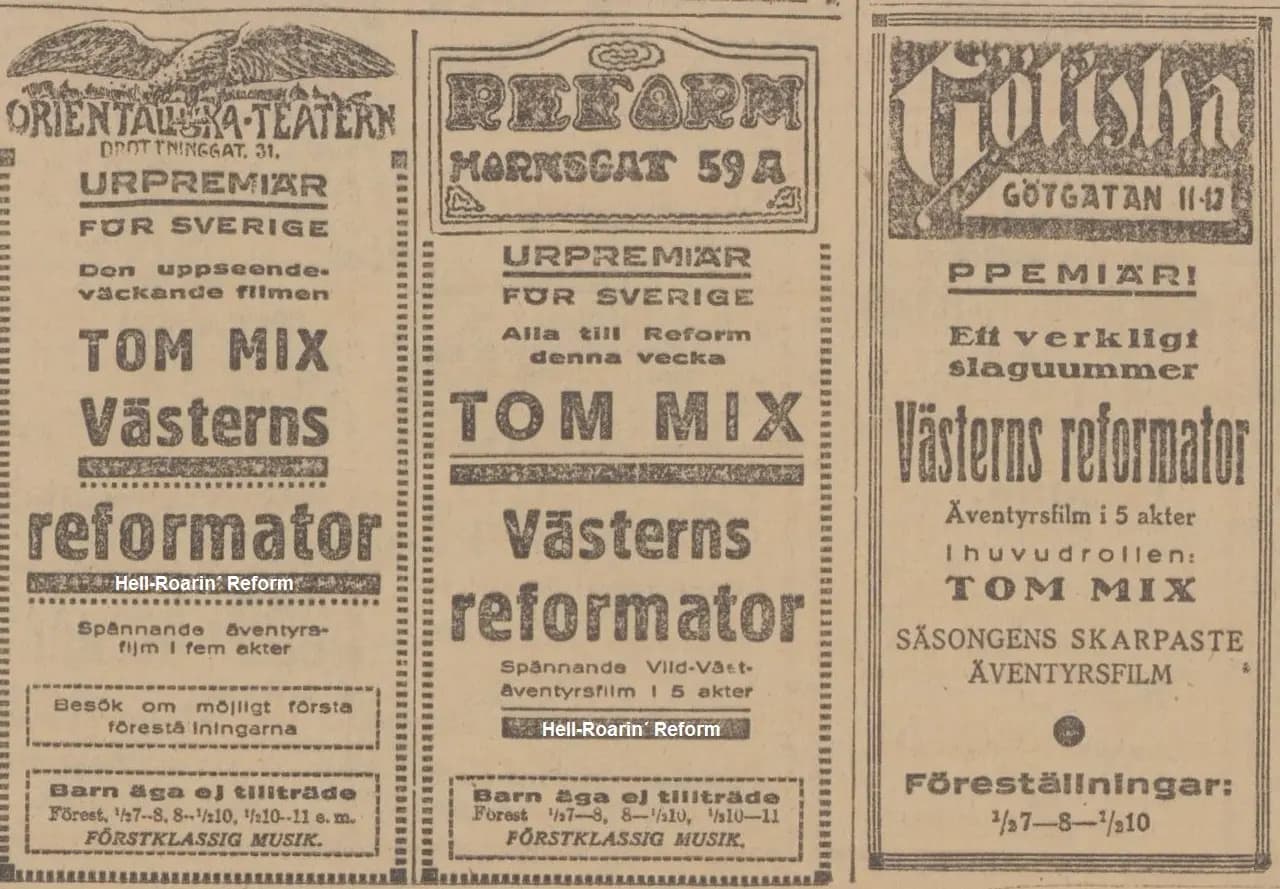 ORIENTALISKA-TEATERN
DROTTNINGGAT. 31.
URPREMIÄR
FÖR SVERIGE
Den uppseende-
väckande filmen
TOM MIX
Västerns
reformator
Hell-Roarin´ Reform
Spännande äventyrs-
film i fem akter
Besök om möjligt första
förestä lningarna
Barn äga ej tillträde
Förest. ½7--8, 8--½10, ½10--11 e. m.
FÖRSTKLASSIG MUSIK.
REFORM
MARKSGAT 59 A
URPREMIÄR
FÖR SVERIGE
Alla till Reform
denna vecka
TOM MIX
Västerns
reformator
Spännande Vild-Väst-
äventyrsfilm i 5 akter
Hell-Roarin´ Reform
Barn äga ej tillträde
Förest ½7—8, 8—½10, ½10—11
FÖRSTKLASSIG MUSIK.
Götiska
GÖTGATAN 11-13
PPEMIÄR!
Ett verkligt
slaguummer
Västerns reformator
Äventyrsfilm i 5 akter
I huvudrollen:
TOM MIX
SÄSONGENS SKARPASTE
ÄVENTYRSFILM
Föreställningar:
½7—8—½10